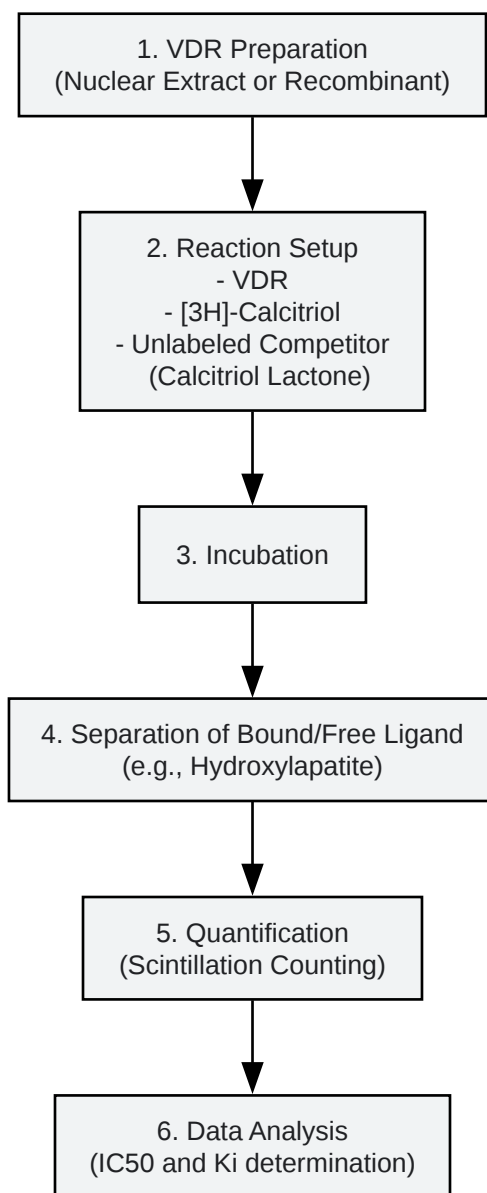 1. VDR Preparation
(Nuclear Extract or Recombinant)
2. Reaction Setup
- VDR
- [3H]-Calcitriol
- Unlabeled Competitor
(Calcitriol Lactone)
3. Incubation
4. Separation of Bound/Free Ligand
(e.g., Hydroxylapatite)
5. Quantification
(Scintillation Counting)
6. Data Analysis
(IC50 and Ki determination)